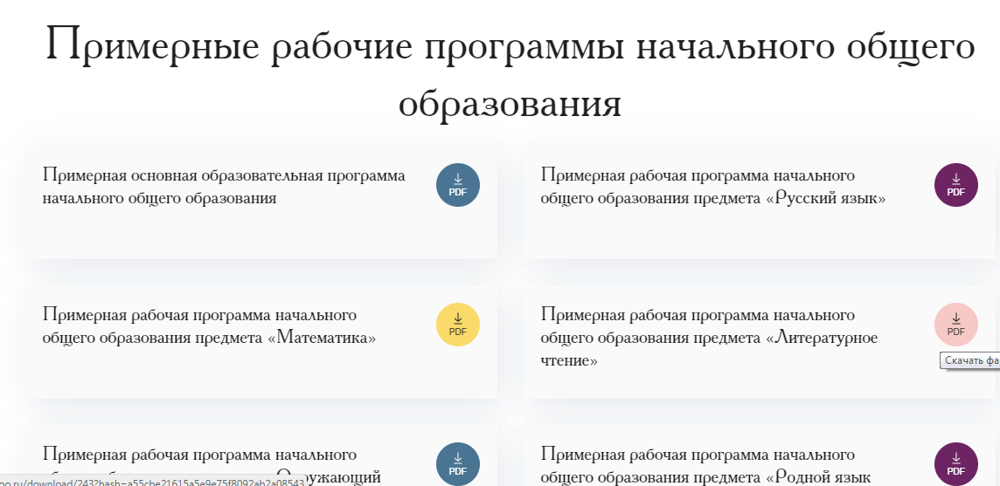 Примерные рабочие программы начального общего
образования
Примерная основная образовательная программа
начального общего образования
PDF
Примерная рабочая программа начального
общего образования предмета «Русский язык»
PDF
Примерная рабочая программа начального
общего образования предмета «Математика»
PDF
Примерная рабочая программа начального
общего образования предмета «Литературное
чтение»
PDF
Скачать фа
Примерная рабочая программа начального
PDF
Примерная рабочая программа начального
общего образования предмета «Родной язык
PDF
oo.ru/download/243?hash=a55cbe21615a5e9e75f8092ab2a08543